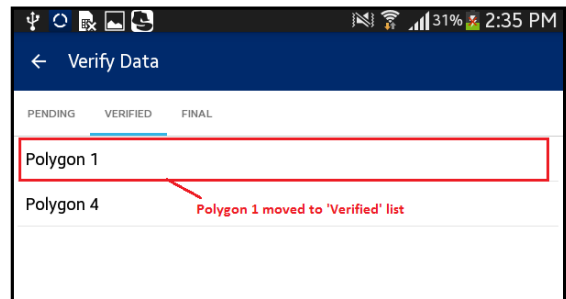 31% 2:35 PM
Verify Data
PENDING VERIFIED FINAL
Polygon 1
Polygon 4
Polygon 1 moved to 'Verified' list